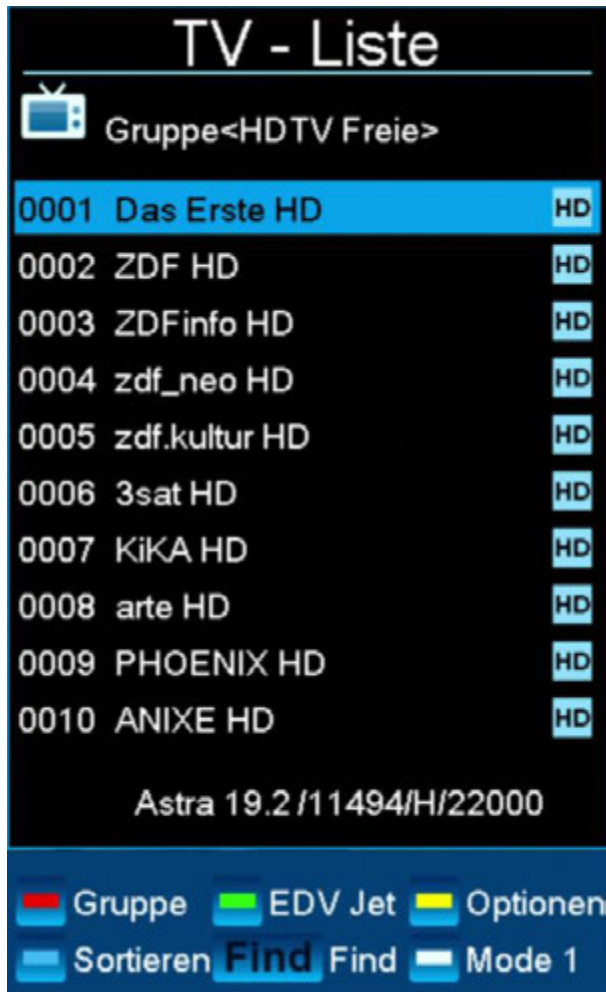 TV - Liste
Gruppe<HDTV Freie>
0001 Das Erste HD HD
0002 ZDF HD HD
0003 ZDFinfo HD HD
0004 zdf_neo HD HD
0005 zdf.kultur HD HD
0006 3sat HD HD
0007 KiKA HD HD
0008 arte HD HD
0009 PHOENIX HD HD
0010 ANIXE HD HD
Astra 19.2 /11494/H/22000
Gruppe EDV Jet Optionen
Sortieren Find Find Mode 1